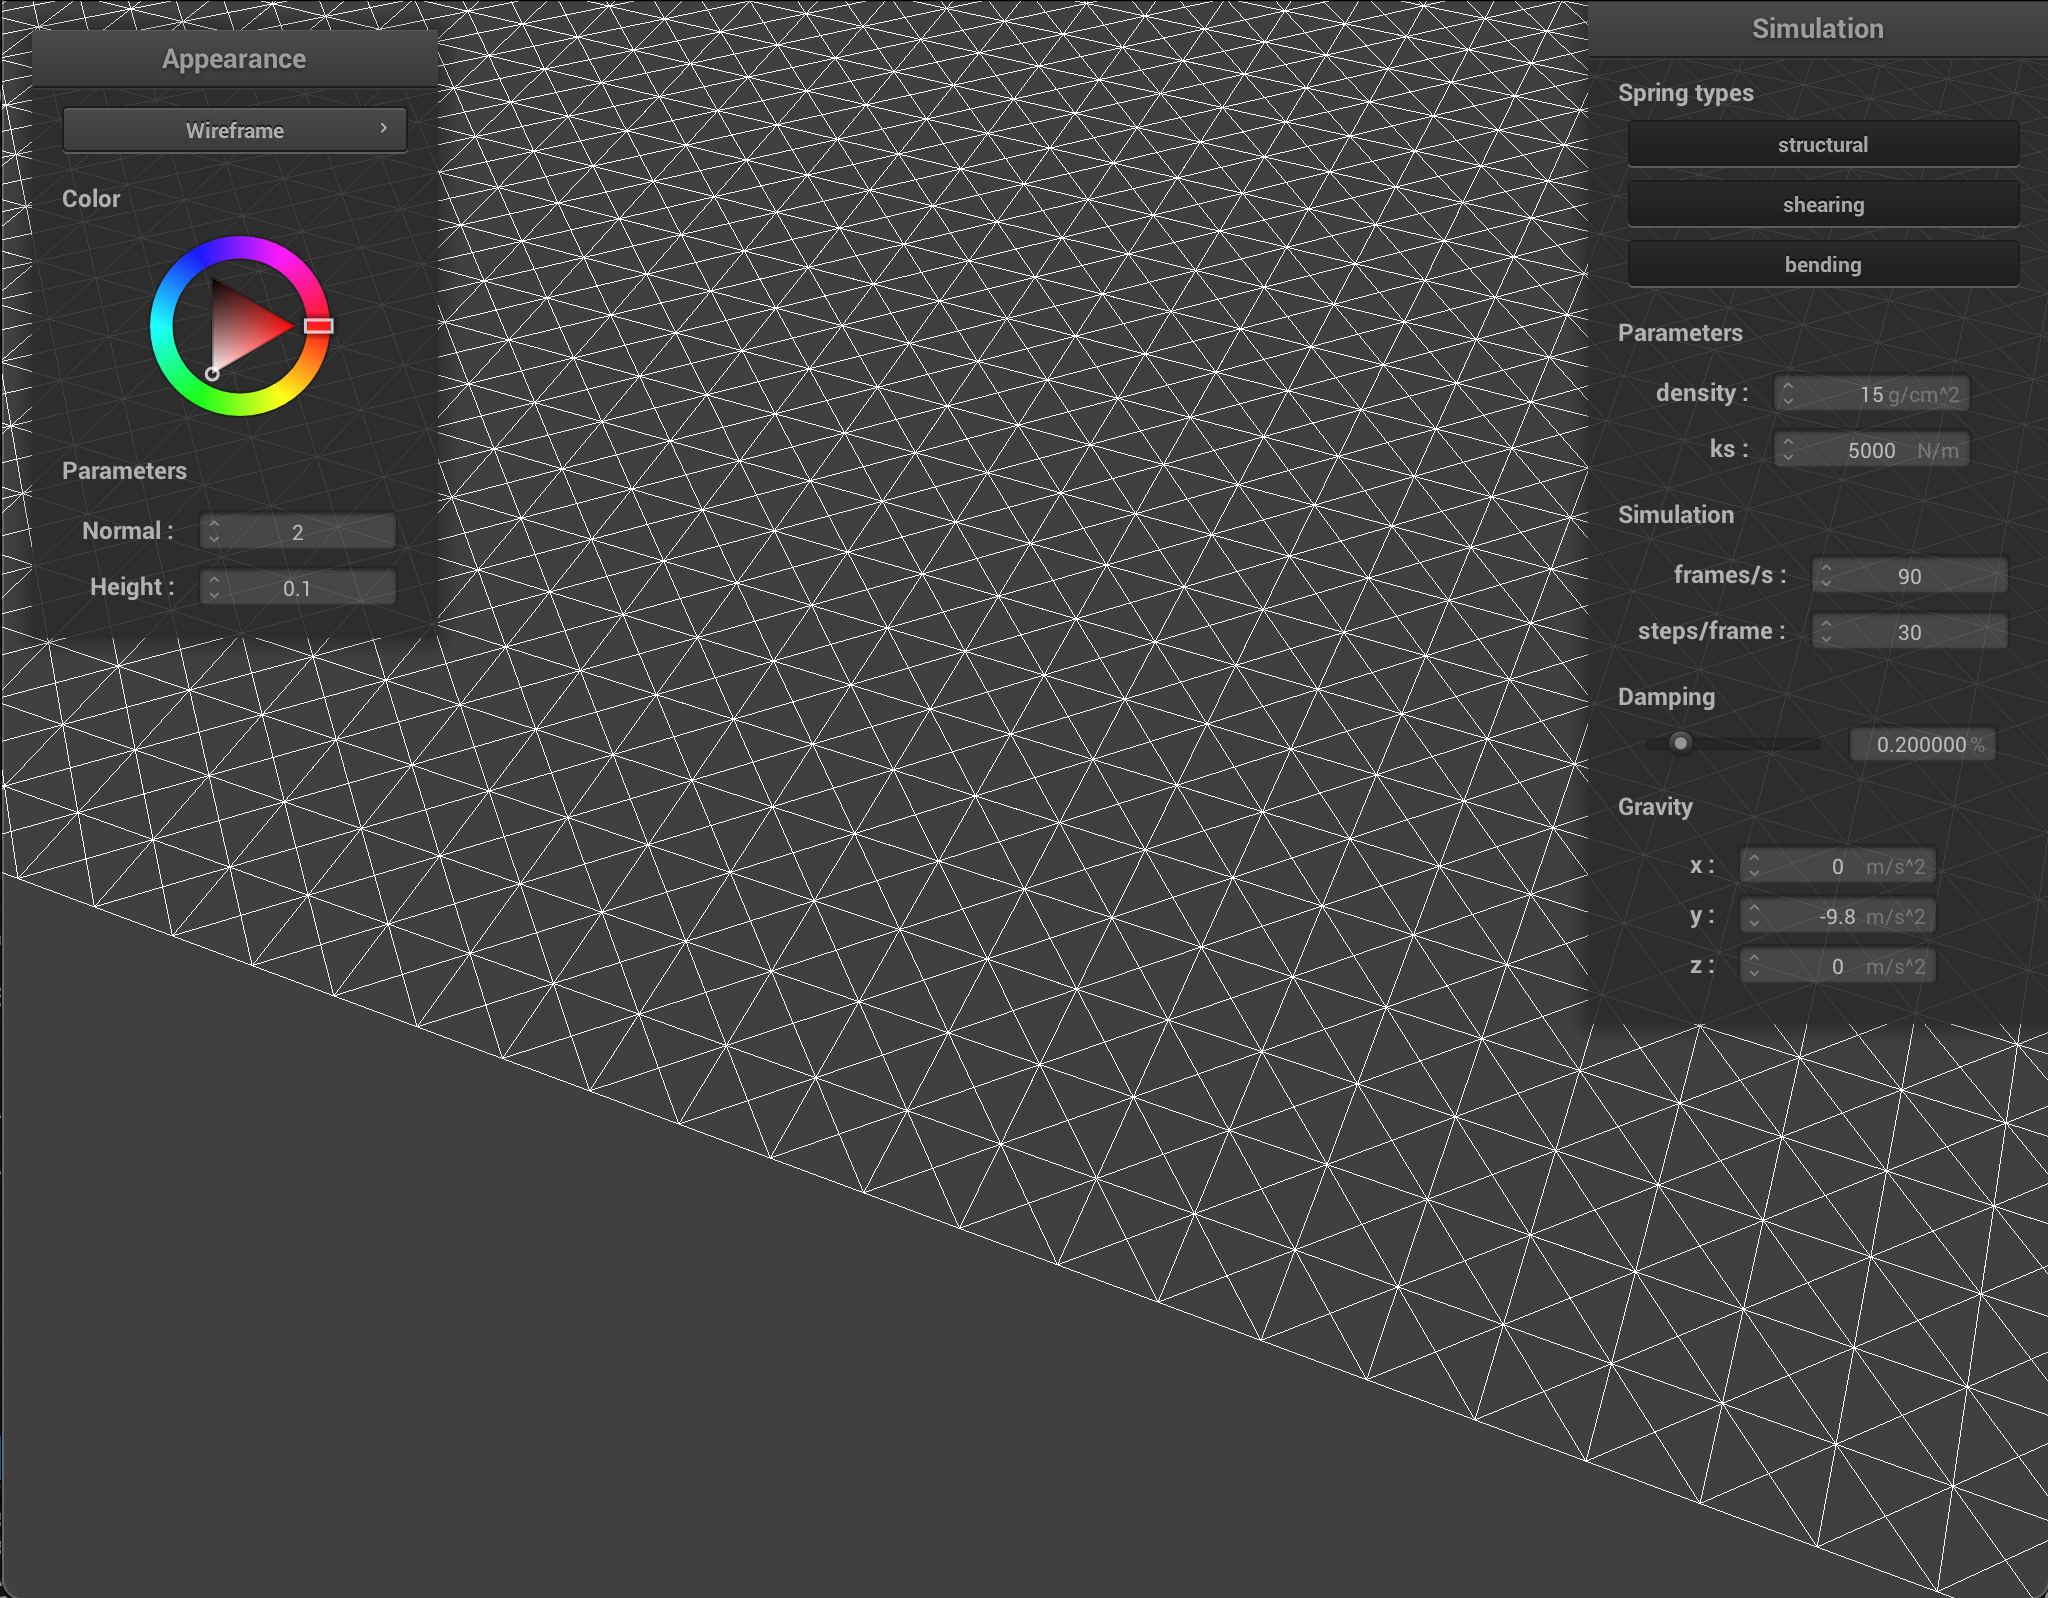 Appearance
Wireframe ›
Color
Parameters
Normal : 2
Height : 0.1
Simulation
Spring types
structural
shearing
bending
Parameters
density : 15 g/cm^2
ks : 5000 N/m
Simulation
frames/s : 90
steps/frame : 30
Damping
0.200000 %
Gravity
x : 0 m/s^2
y : -9.8 m/s^2
z : 0 m/s^2